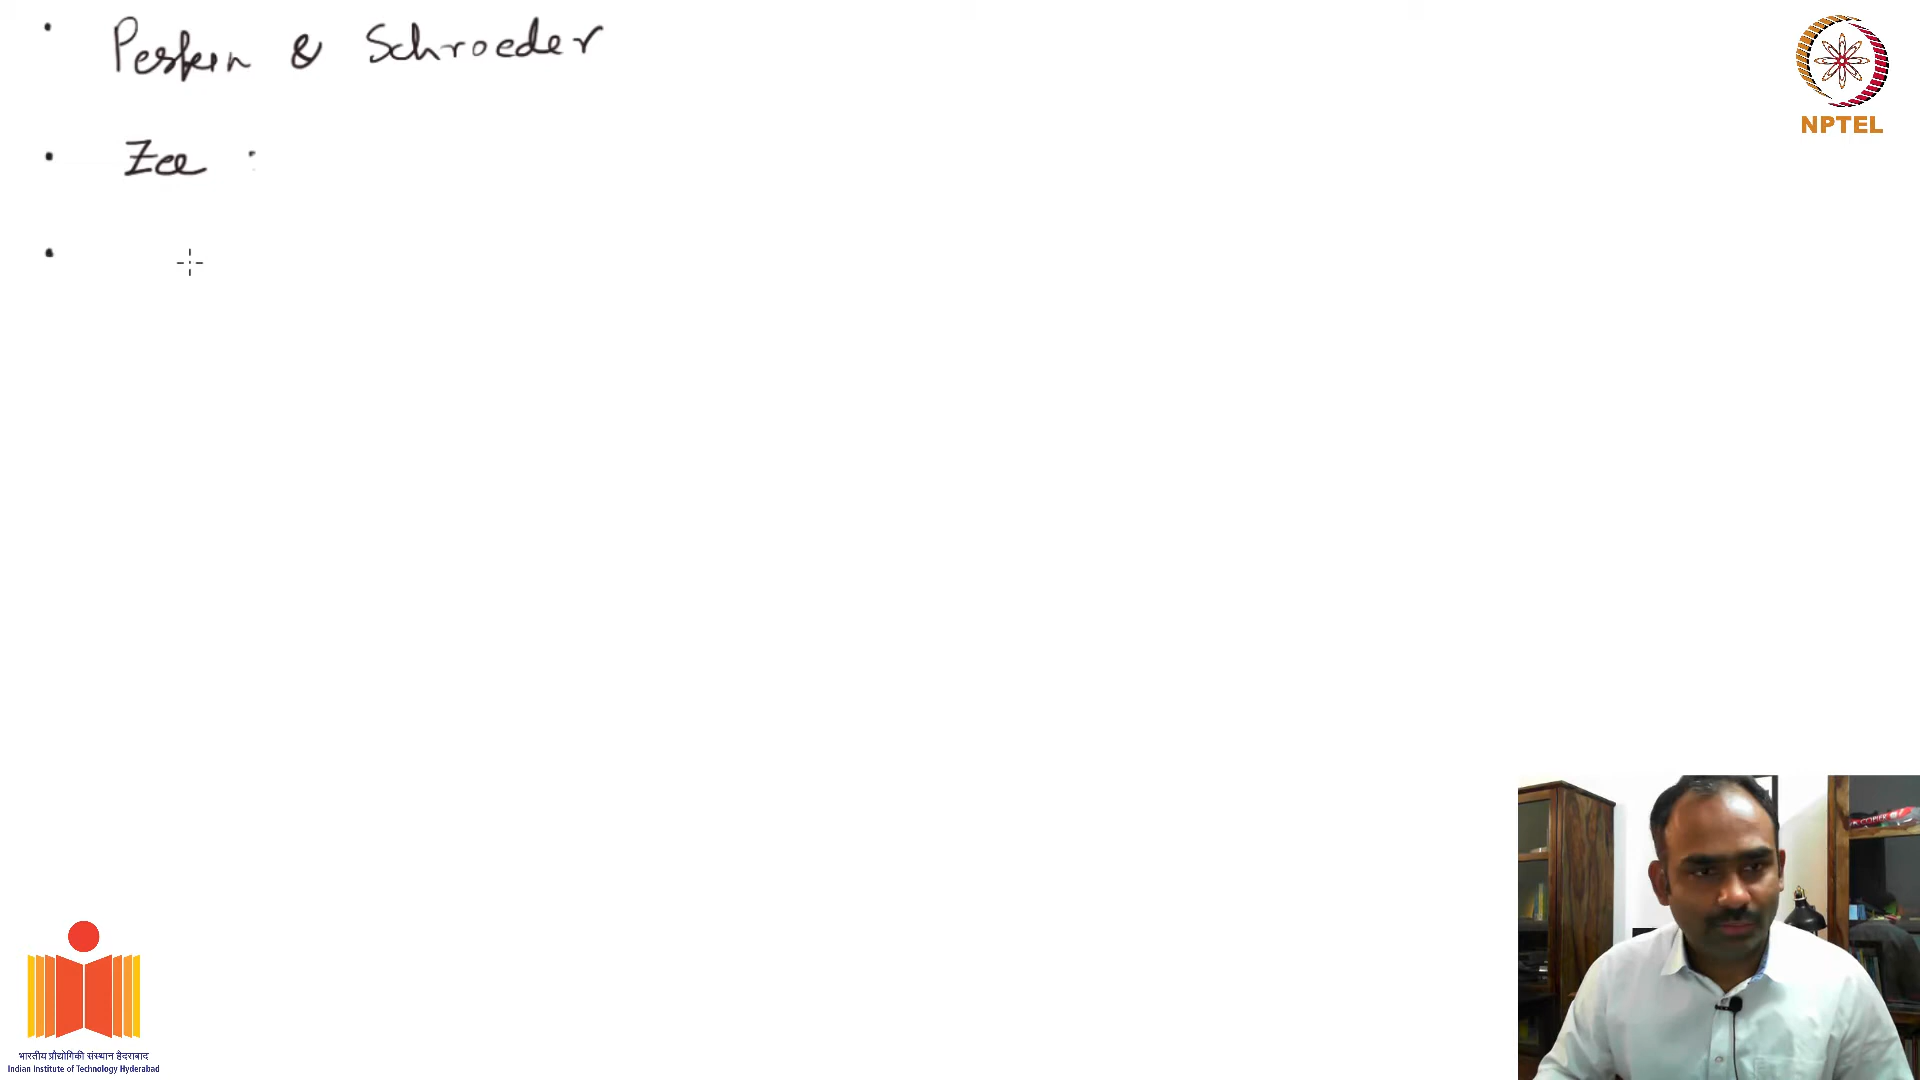 • Peskin & Schroeder
NPTEL
• Zee :
•
भारतीय प्रौद्योगिकी संस्थान हैदराबाद
Indian Institute of Technology Hyderabad